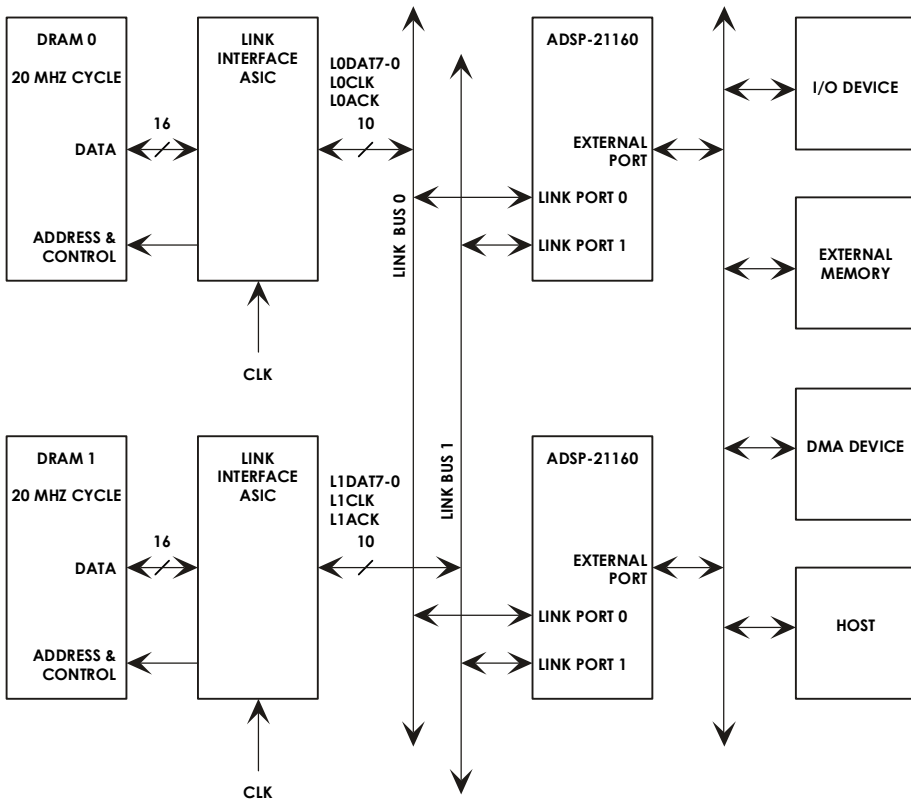 DRAM 0
20 MHZ CYCLE
DATA
ADDRESS &
CONTROL
16
LINK
INTERFACE
ASIC
CLK
L0DAT7-0
L0CLK
L0ACK
10
LINK BUS 0
ADSP-21160
EXTERNAL
PORT
LINK PORT 0
LINK PORT 1
I/O DEVICE
EXTERNAL
MEMORY
DRAM 1
20 MHZ CYCLE
DATA
ADDRESS &
CONTROL
16
LINK
INTERFACE
ASIC
CLK
L1DAT7-0
L1CLK
L1ACK
10
LINK BUS 1
ADSP-21160
EXTERNAL
PORT
LINK PORT 0
LINK PORT 1
DMA DEVICE
HOST